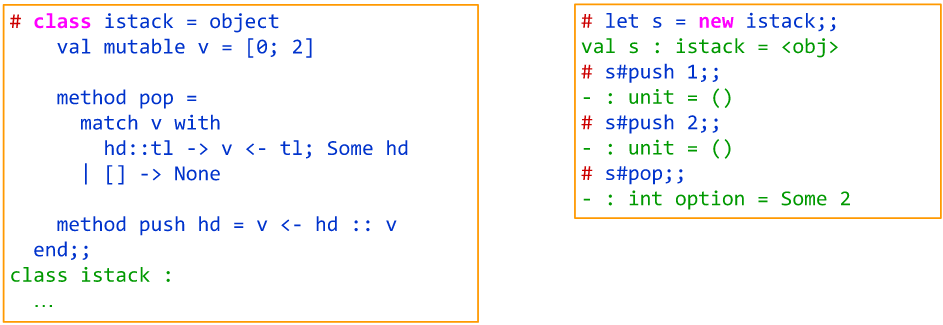 # class istack = object
    val mutable v = [0; 2]
    method pop =
      match v with
        hd::tl -> v <- tl; Some hd
      | [] -> None
    method push hd = v <- hd :: v
  end;;
class istack :
  ...
# let s = new istack;;
val s : istack = <obj>
# s#push 1;;
- : unit = ()
# s#push 2;;
- : unit = ()
# s#pop;;
- : int option = Some 2